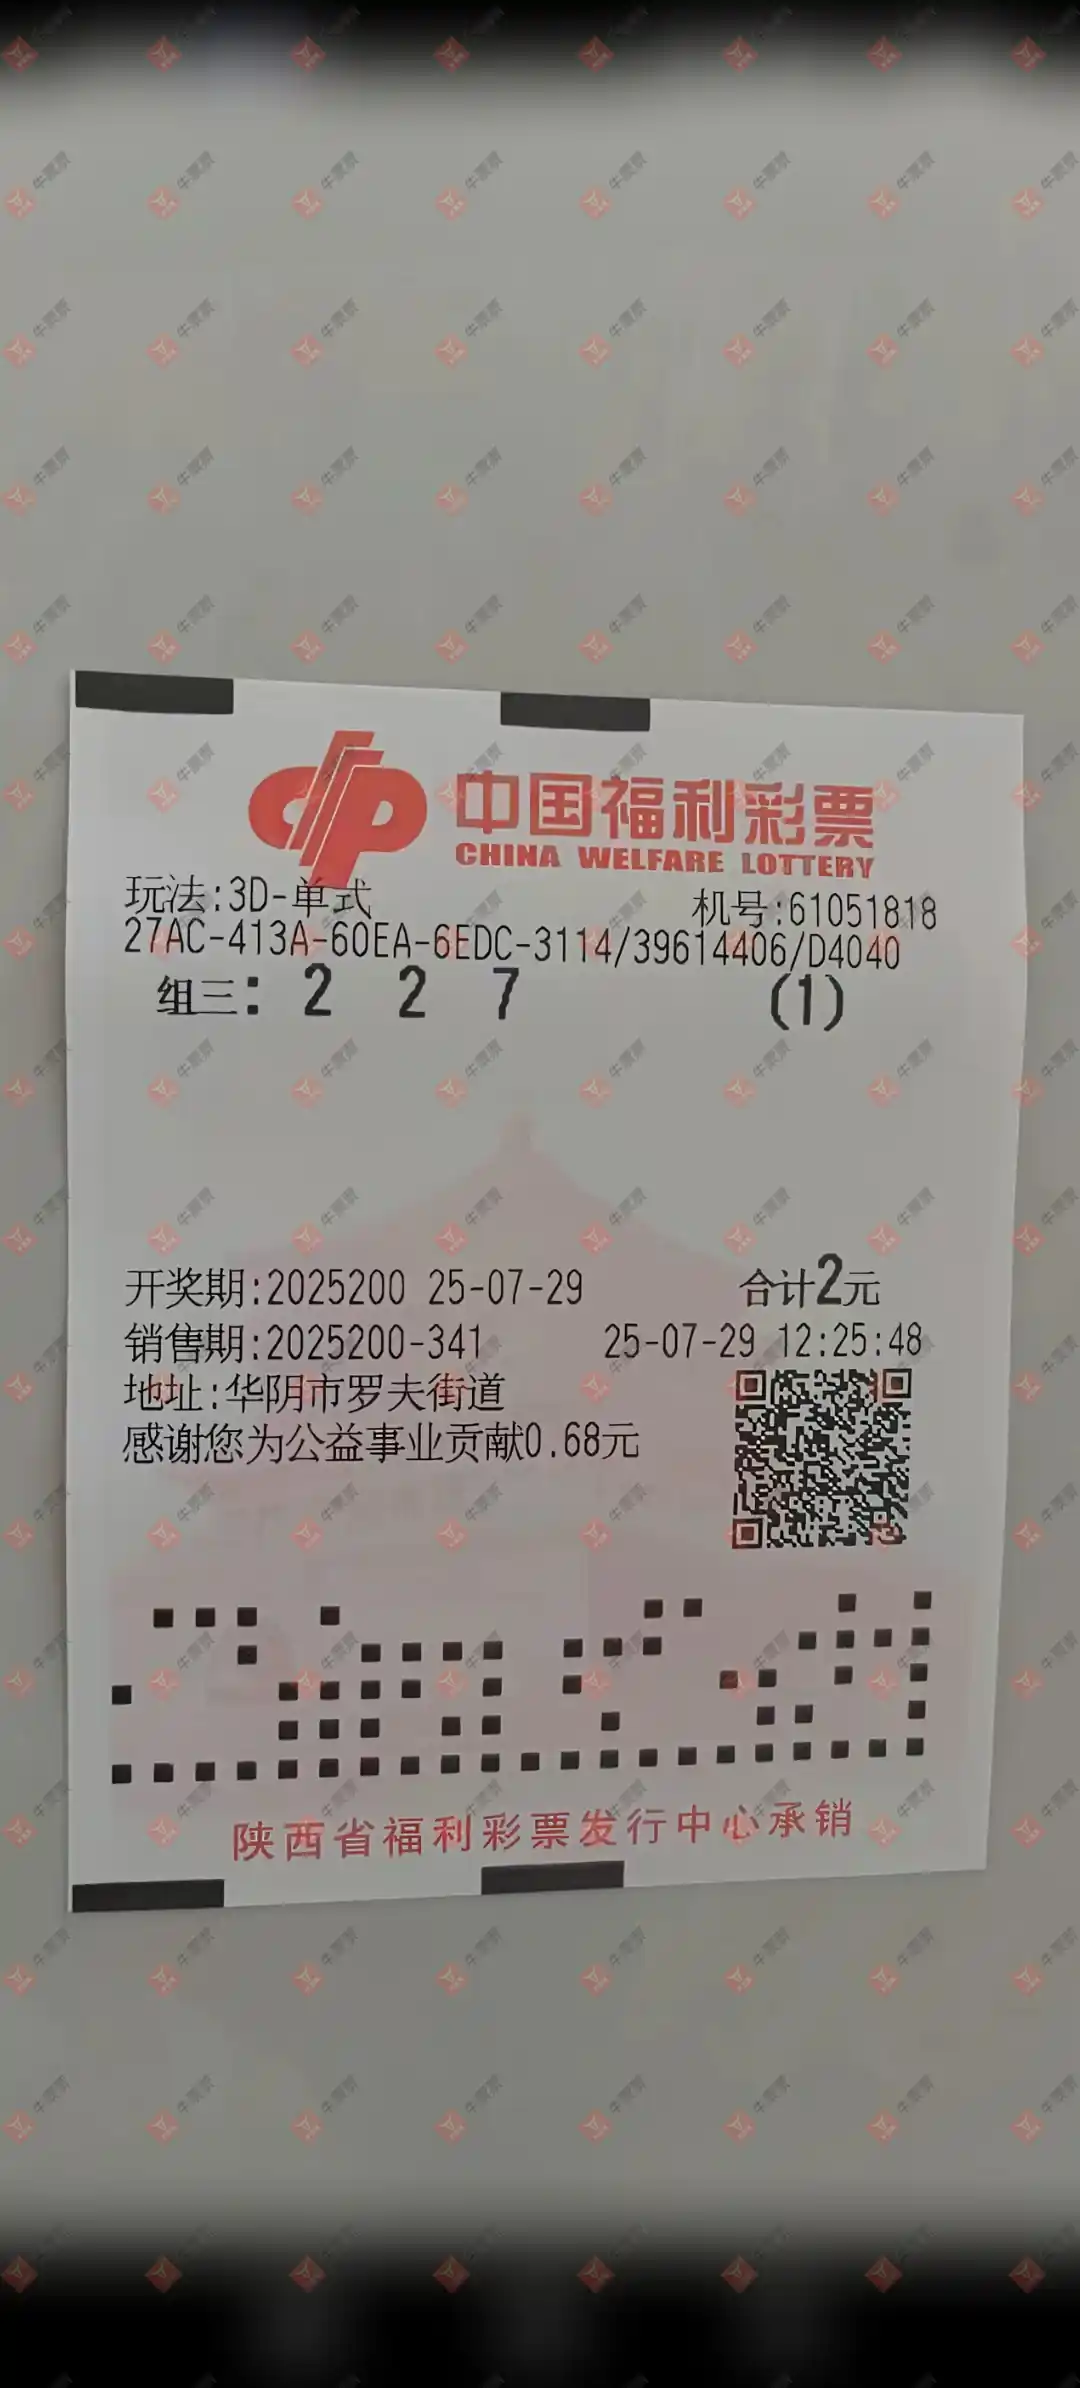 中国福利彩票
CHINA WELFARE LOTTERY
玩法:3D-单式 机号:61051818
27AC-413A-60EA-6EDC-3114/39614406/D4040
组三: 2 2 7 (1)
开奖期:2025200 25-07-29 合计2元
销售期:2025200-341 25-07-29 12:25:48
地址:华阴市罗夫街道
感谢您为公益事业贡献0.68元
陕西省福利彩票发行中心承销